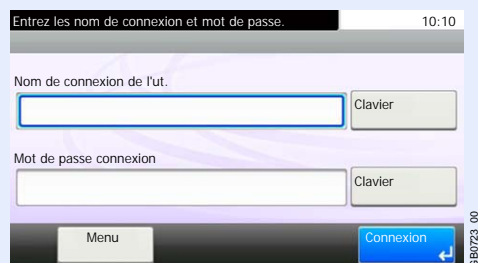 Entrez les nom de connexion et mot de passe. 10:10
Nom de connexion de l'ut.
Clavier
Mot de passe connexion
Clavier
Menu
Connexion
GB0723_00